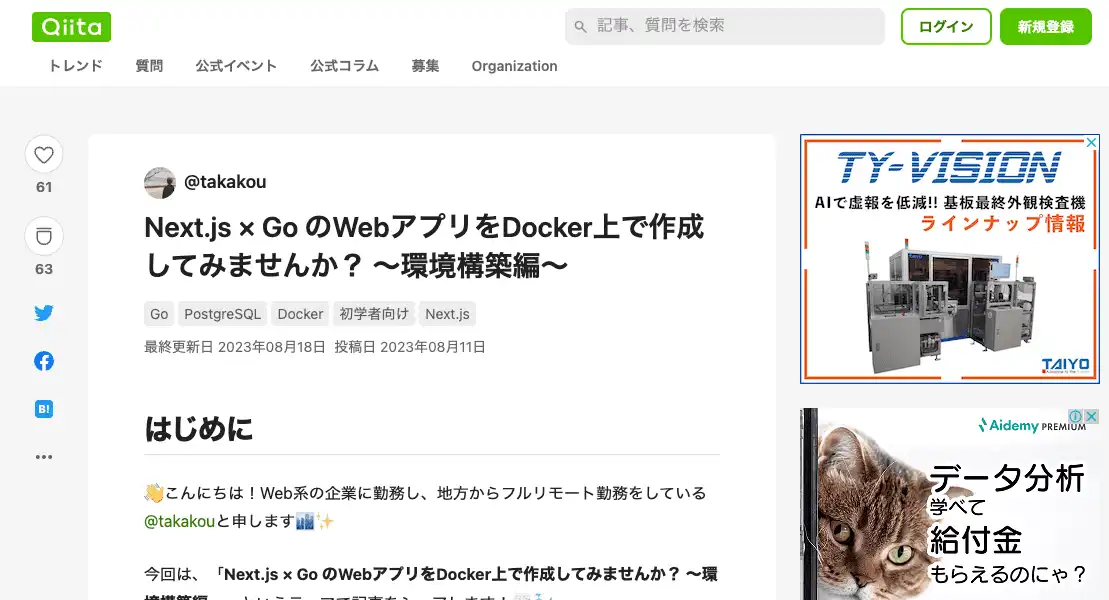 Qiita
記事、質問を検索
ログイン
新規登録
トレンド
質問
公式イベント
公式コラム
募集
Organization
61
63
B!
@takakou
Next.js × Go のWebアプリをDocker上で作成
してみませんか？ 〜環境構築編〜
Go
PostgreSQL
Docker
初学者向け
Next.js
最終更新日 2023年08月18日 投稿日 2023年08月11日
はじめに
👋こんにちは！Web系の企業に勤務し、地方からフルリモート勤務をしている
@takakouと申します🏙️✨
今回は、「Next.js × Go のWebアプリをDocker上で作成してみませんか？ 〜環
TY-VISION
AIで虚報を低減!! 基板最終外観検査機
ラインナップ情報
TAIYO
Aidemy PREMIUM
データ分析
学べて
給付金
もらえるのにゃ？